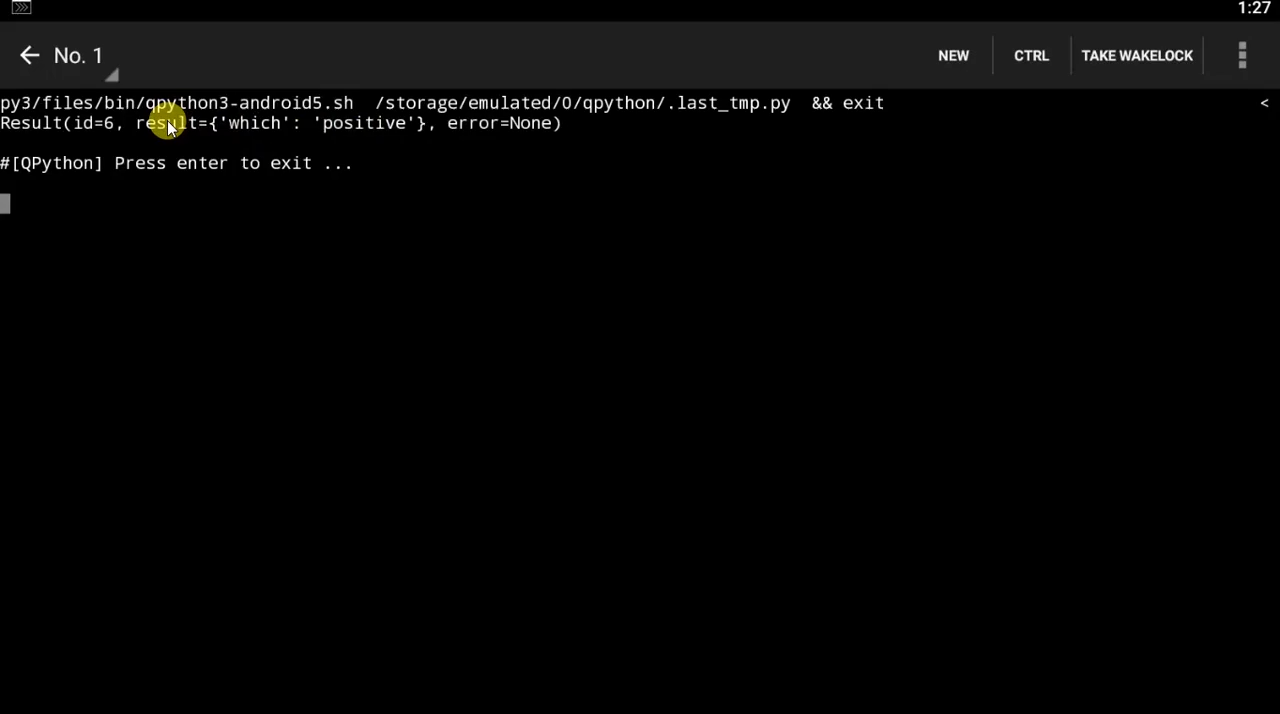 1:27
No. 1
NEW
CTRL
TAKE WAKELOCK
py3/files/bin/qpython3-android5.sh  /storage/emulated/0/qpython/.last_tmp.py  && exit <
Result(id=6, result={'which': 'positive'}, error=None)
#[QPython] Press enter to exit ...